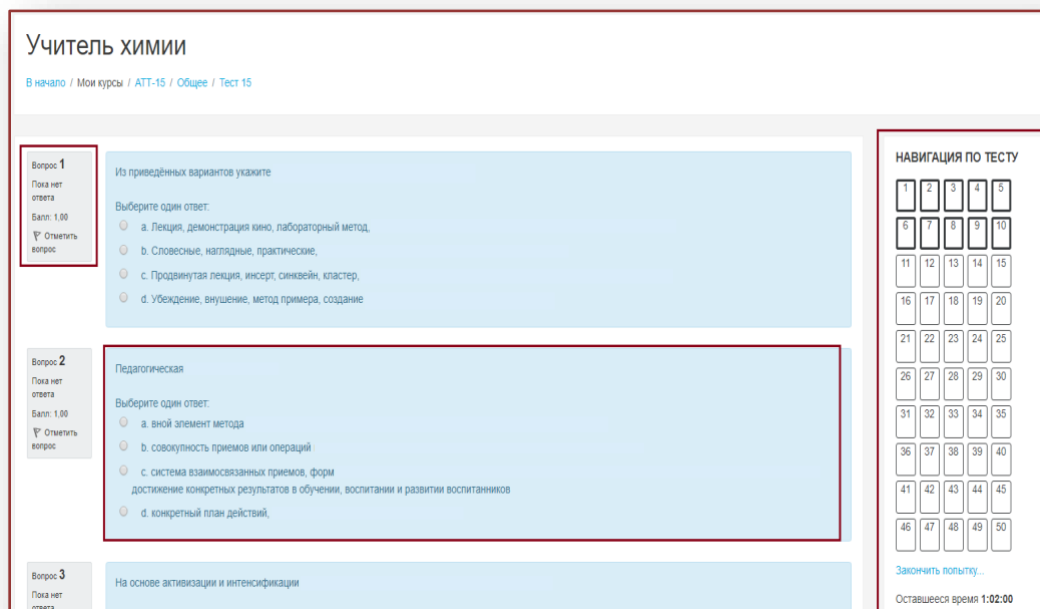 Учитель химии
В начало / Мои курсы / АТТ-15 / Общее / Тест 15
Вопрос 1
Пока нет
ответа
Балл: 1,00
Отметить
вопрос
Из приведённых вариантов укажите
Выберите один ответ:
a. Лекция, демонстрация кино, лабораторный метод,
b. Словесные, наглядные, практические,
c. Продвинутая лекция, инсерт, синквейн, кластер,
d. Убеждение, внушение, метод примера, создание
Вопрос 2
Пока нет
ответа
Балл: 1,00
Отметить
вопрос
Педагогическая
Выберите один ответ:
a. вной элемент метода
b. совокупность приемов или операций
c. система взаимосвязанных приемов, форм
достижение конкретных результатов в обучении, воспитании и развитии воспитанников
d. конкретный план действий,
Вопрос 3
Пока нет
ответа
На основе активизации и интенсификации
НАВИГАЦИЯ ПО ТЕСТУ
1 2 3 4 5
6 7 8 9 10
11 12 13 14 15
16 17 18 19 20
21 22 23 24 25
26 27 28 29 30
31 32 33 34 35
36 37 38 39 40
41 42 43 44 45
46 47 48 49 50
Закончить попытку...
Оставшееся время 1:02:00